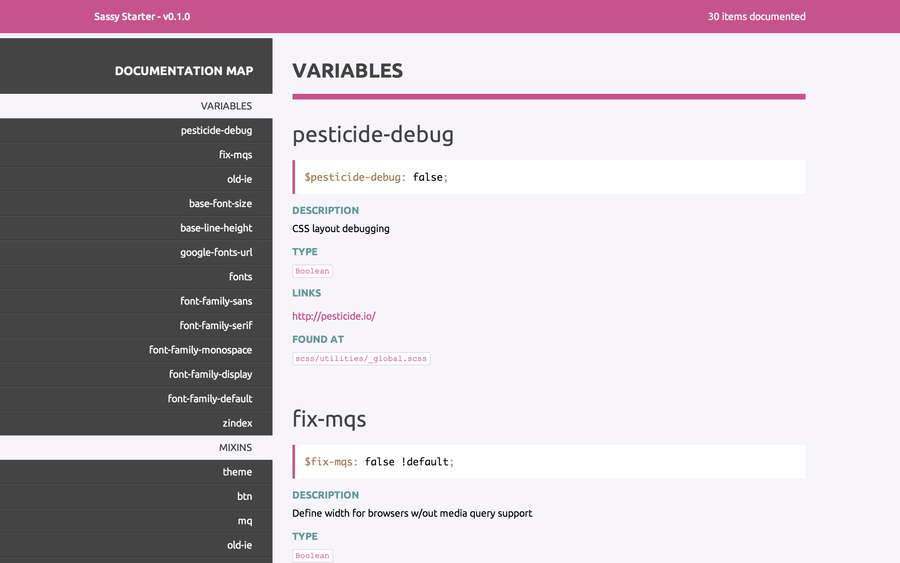 Sassy Starter - v0.1.0
30 items documented
DOCUMENTATION MAP
VARIABLES
pesticide-debug
fix-mqs
old-ie
base-font-size
base-line-height
google-fonts-url
fonts
font-family-sans
font-family-serif
font-family-monospace
font-family-display
font-family-default
zindex
MIXINS
theme
btn
mq
old-ie
VARIABLES
pesticide-debug
$pesticide-debug: false;
DESCRIPTION
CSS layout debugging
TYPE
Boolean
LINKS
http://pesticide.io/
FOUND AT
scss/utilities/_global.scss
fix-mqs
$fix-mqs: false !default;
DESCRIPTION
Define width for browsers w/out media query support
TYPE
Boolean